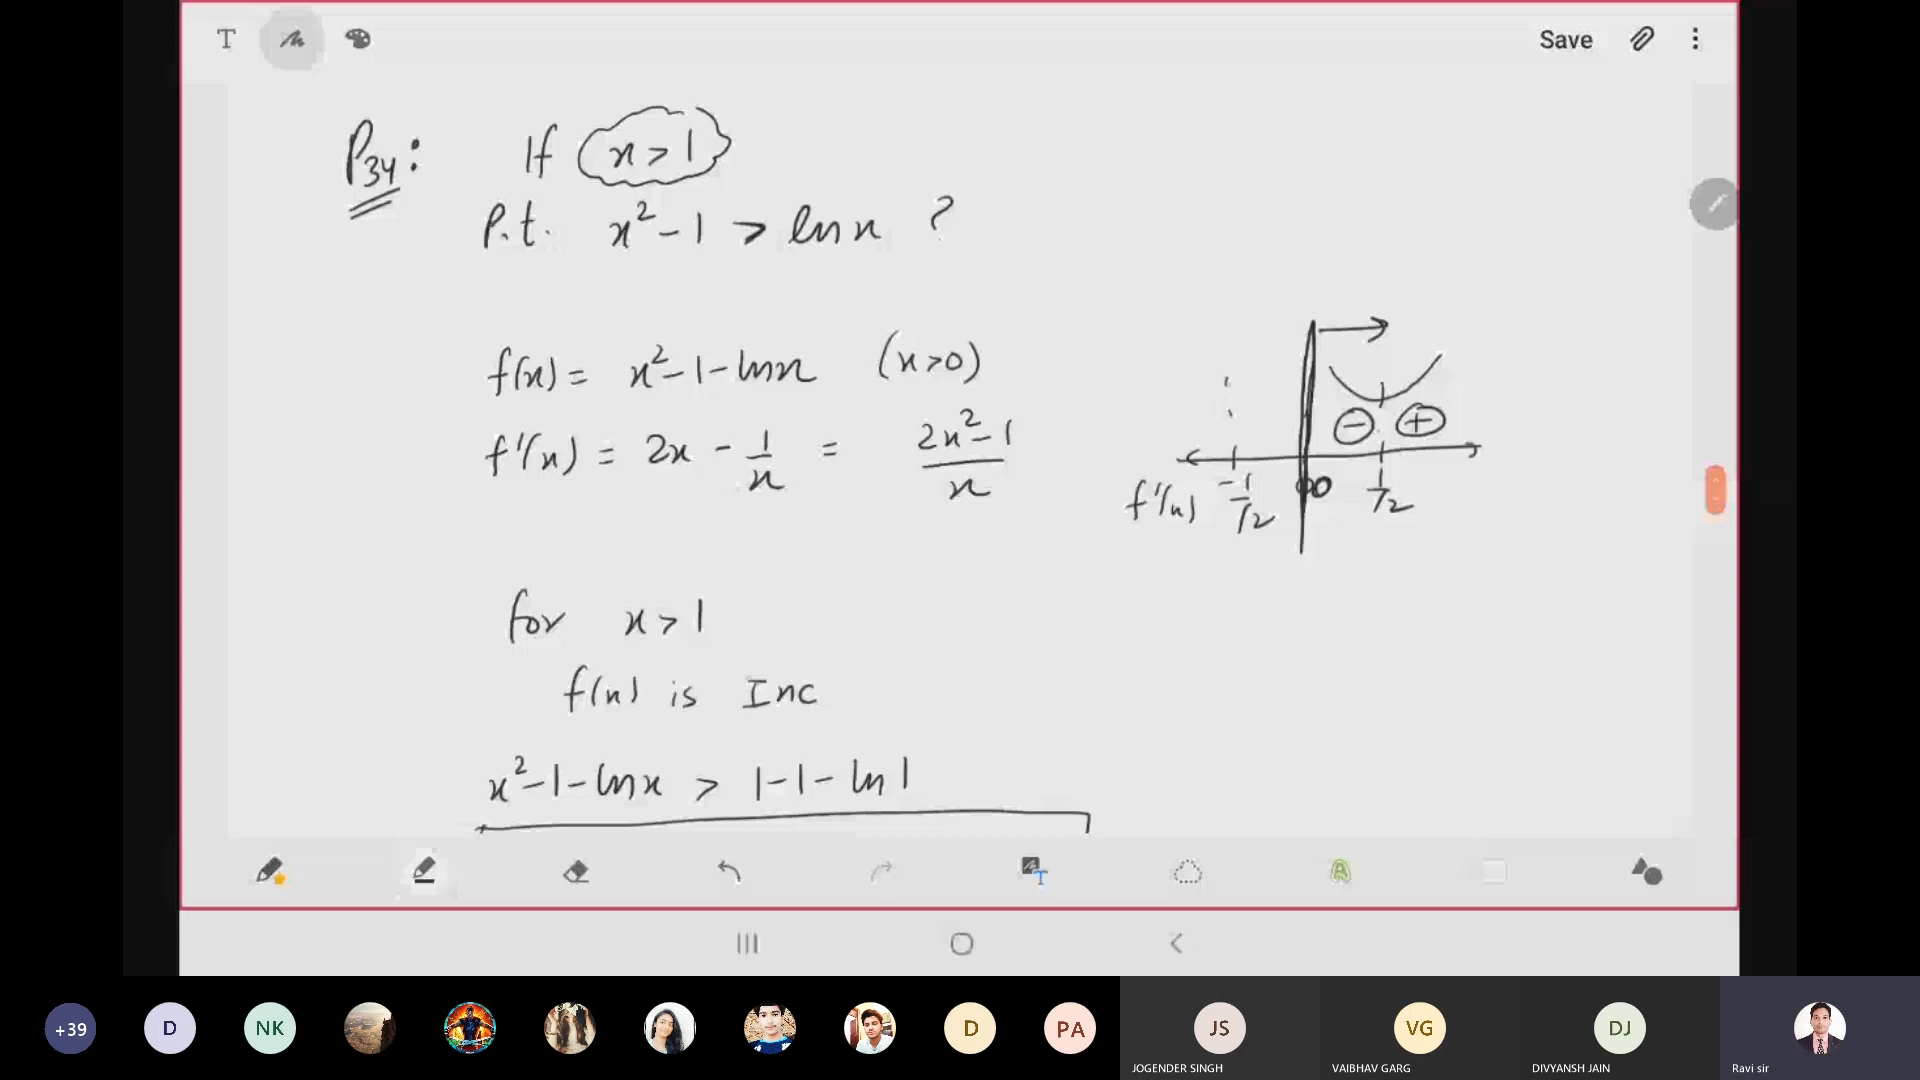 T Save
P34: If x > 1
P.t. x² - 1 > ln x ?
f(x) = x² - 1 - ln x (x > 0)
f'(x) = 2x - 1/x = (2x² - 1)/x
⊖ ⊕
f'(x) -1/√2 0 1/√2
for x > 1
f(x) is Inc
x² - 1 - ln x > 1 - 1 - ln 1
T A
+39 D NK D PA JS VG DJ
JOGENDER SINGH VAIBHAV GARG DIVYANSH JAIN Ravi sir